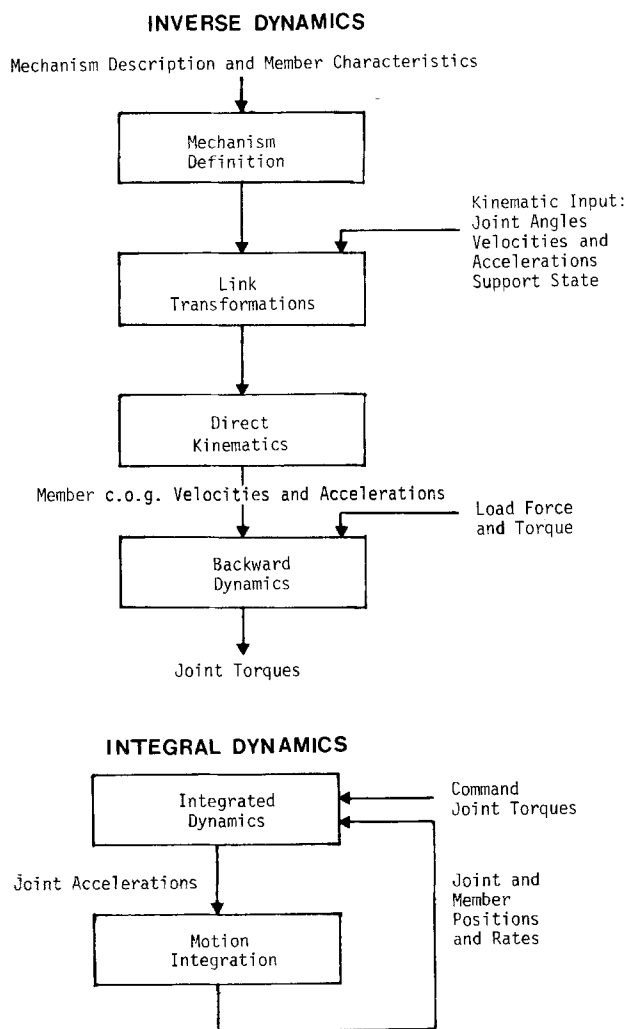 INVERSE DYNAMICS
Mechanism Description and Member Characteristics
Mechanism
Definition
Kinematic Input:
Joint Angles
Velocities and
Accelerations
Support State
Link
Transformations
Direct
Kinematics
Member c.o.g. Velocities and Accelerations
Load Force
and Torque
Backward
Dynamics
Joint Torques
INTEGRAL DYNAMICS
Integrated
Dynamics
Command
Joint Torques
Joint Accelerations
Joint and
Member
Positions
and Rates
Motion
Integration